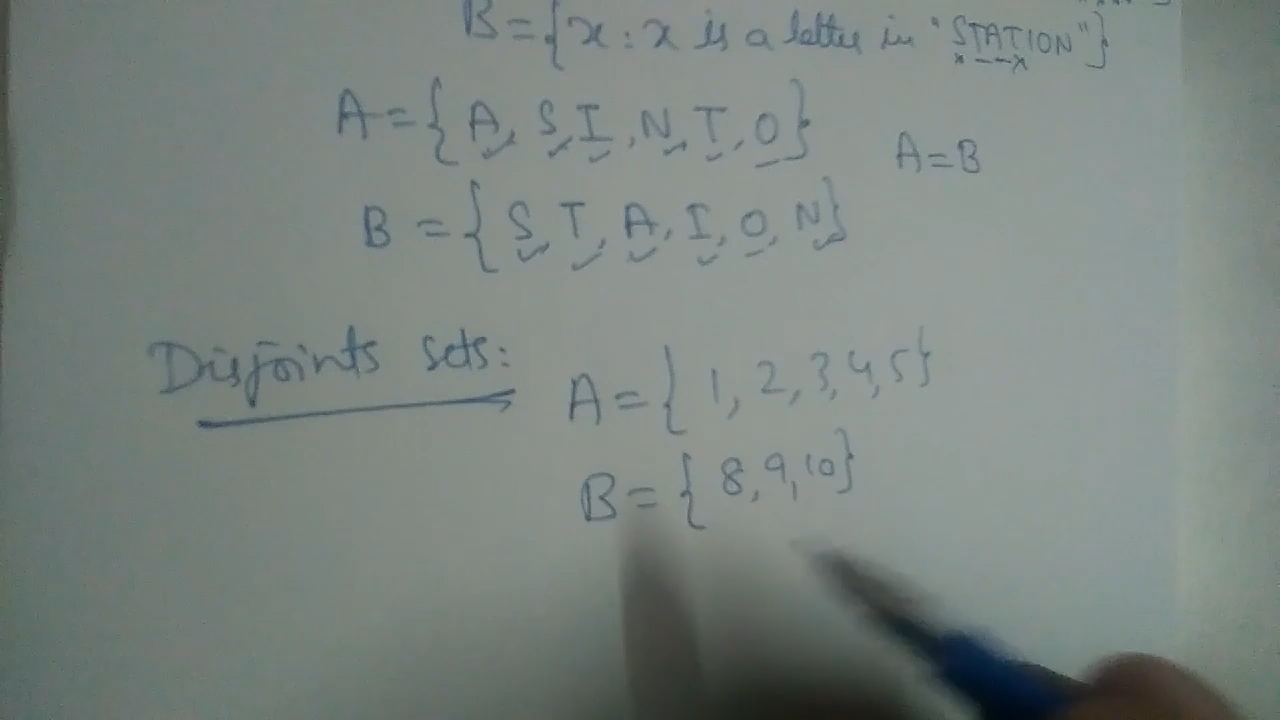 B={x:x is a letter in "STATION"}
A={A, S, I, N, T, O}
A=B
B={S, T, A, I, O, N}
Disjoints sets: A={1, 2, 3, 4, 5}
B={8, 9, 10}